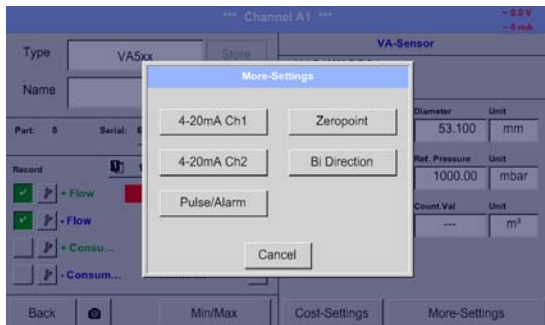 *** Channel A1 ***
~ 0.0 V
~ 0 mA
Type
VA5xx
Store
VA-Sensor
More-Settings
Name
4-20mA Ch1
Zeropoint
Diameter
Unit
Part: 0
Serial:
53.100
mm
4-20mA Ch2
Bi Direction
Record
Ref. Pressure
Unit
1000.00
mbar
+ Flow
Pulse/Alarm
- Flow
Count.Val
Unit
---
m³
+ Consu...
Cancel
- Consum...
Back
Min/Max
Cost-Settings
More-Settings